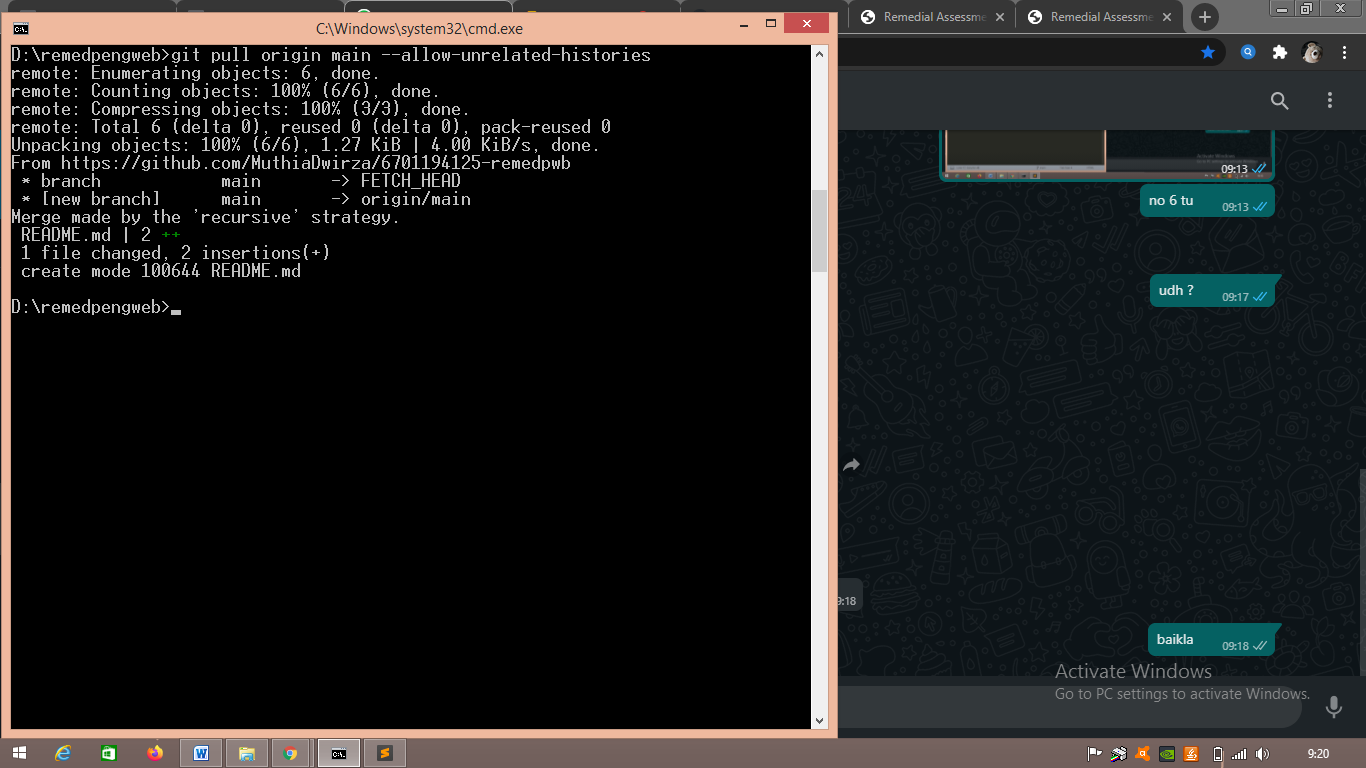 C:\Windows\system32\cmd.exe
D:\remedpengweb>git pull origin main --allow-unrelated-histories
remote: Enumerating objects: 6, done.
remote: Counting objects: 100% (6/6), done.
remote: Compressing objects: 100% (3/3), done.
remote: Total 6 (delta 0), reused 0 (delta 0), pack-reused 0
Unpacking objects: 100% (6/6), 1.27 KiB | 4.00 KiB/s, done.
From https://github.com/MuthiaDwirza/6701194125-remedpwb
 * branch            main       -> FETCH_HEAD
 * [new branch]      main       -> origin/main
Merge made by the 'recursive' strategy.
 README.md | 2 ++
 1 file changed, 2 insertions(+)
 create mode 100644 README.md
D:\remedpengweb>
Remedial Assessme
Remedial Assessme
09:13
no 6 tu 09:13
udh ? 09:17
9:18
baikla 09:18
Activate Windows
Go to PC settings to activate Windows.
9:20